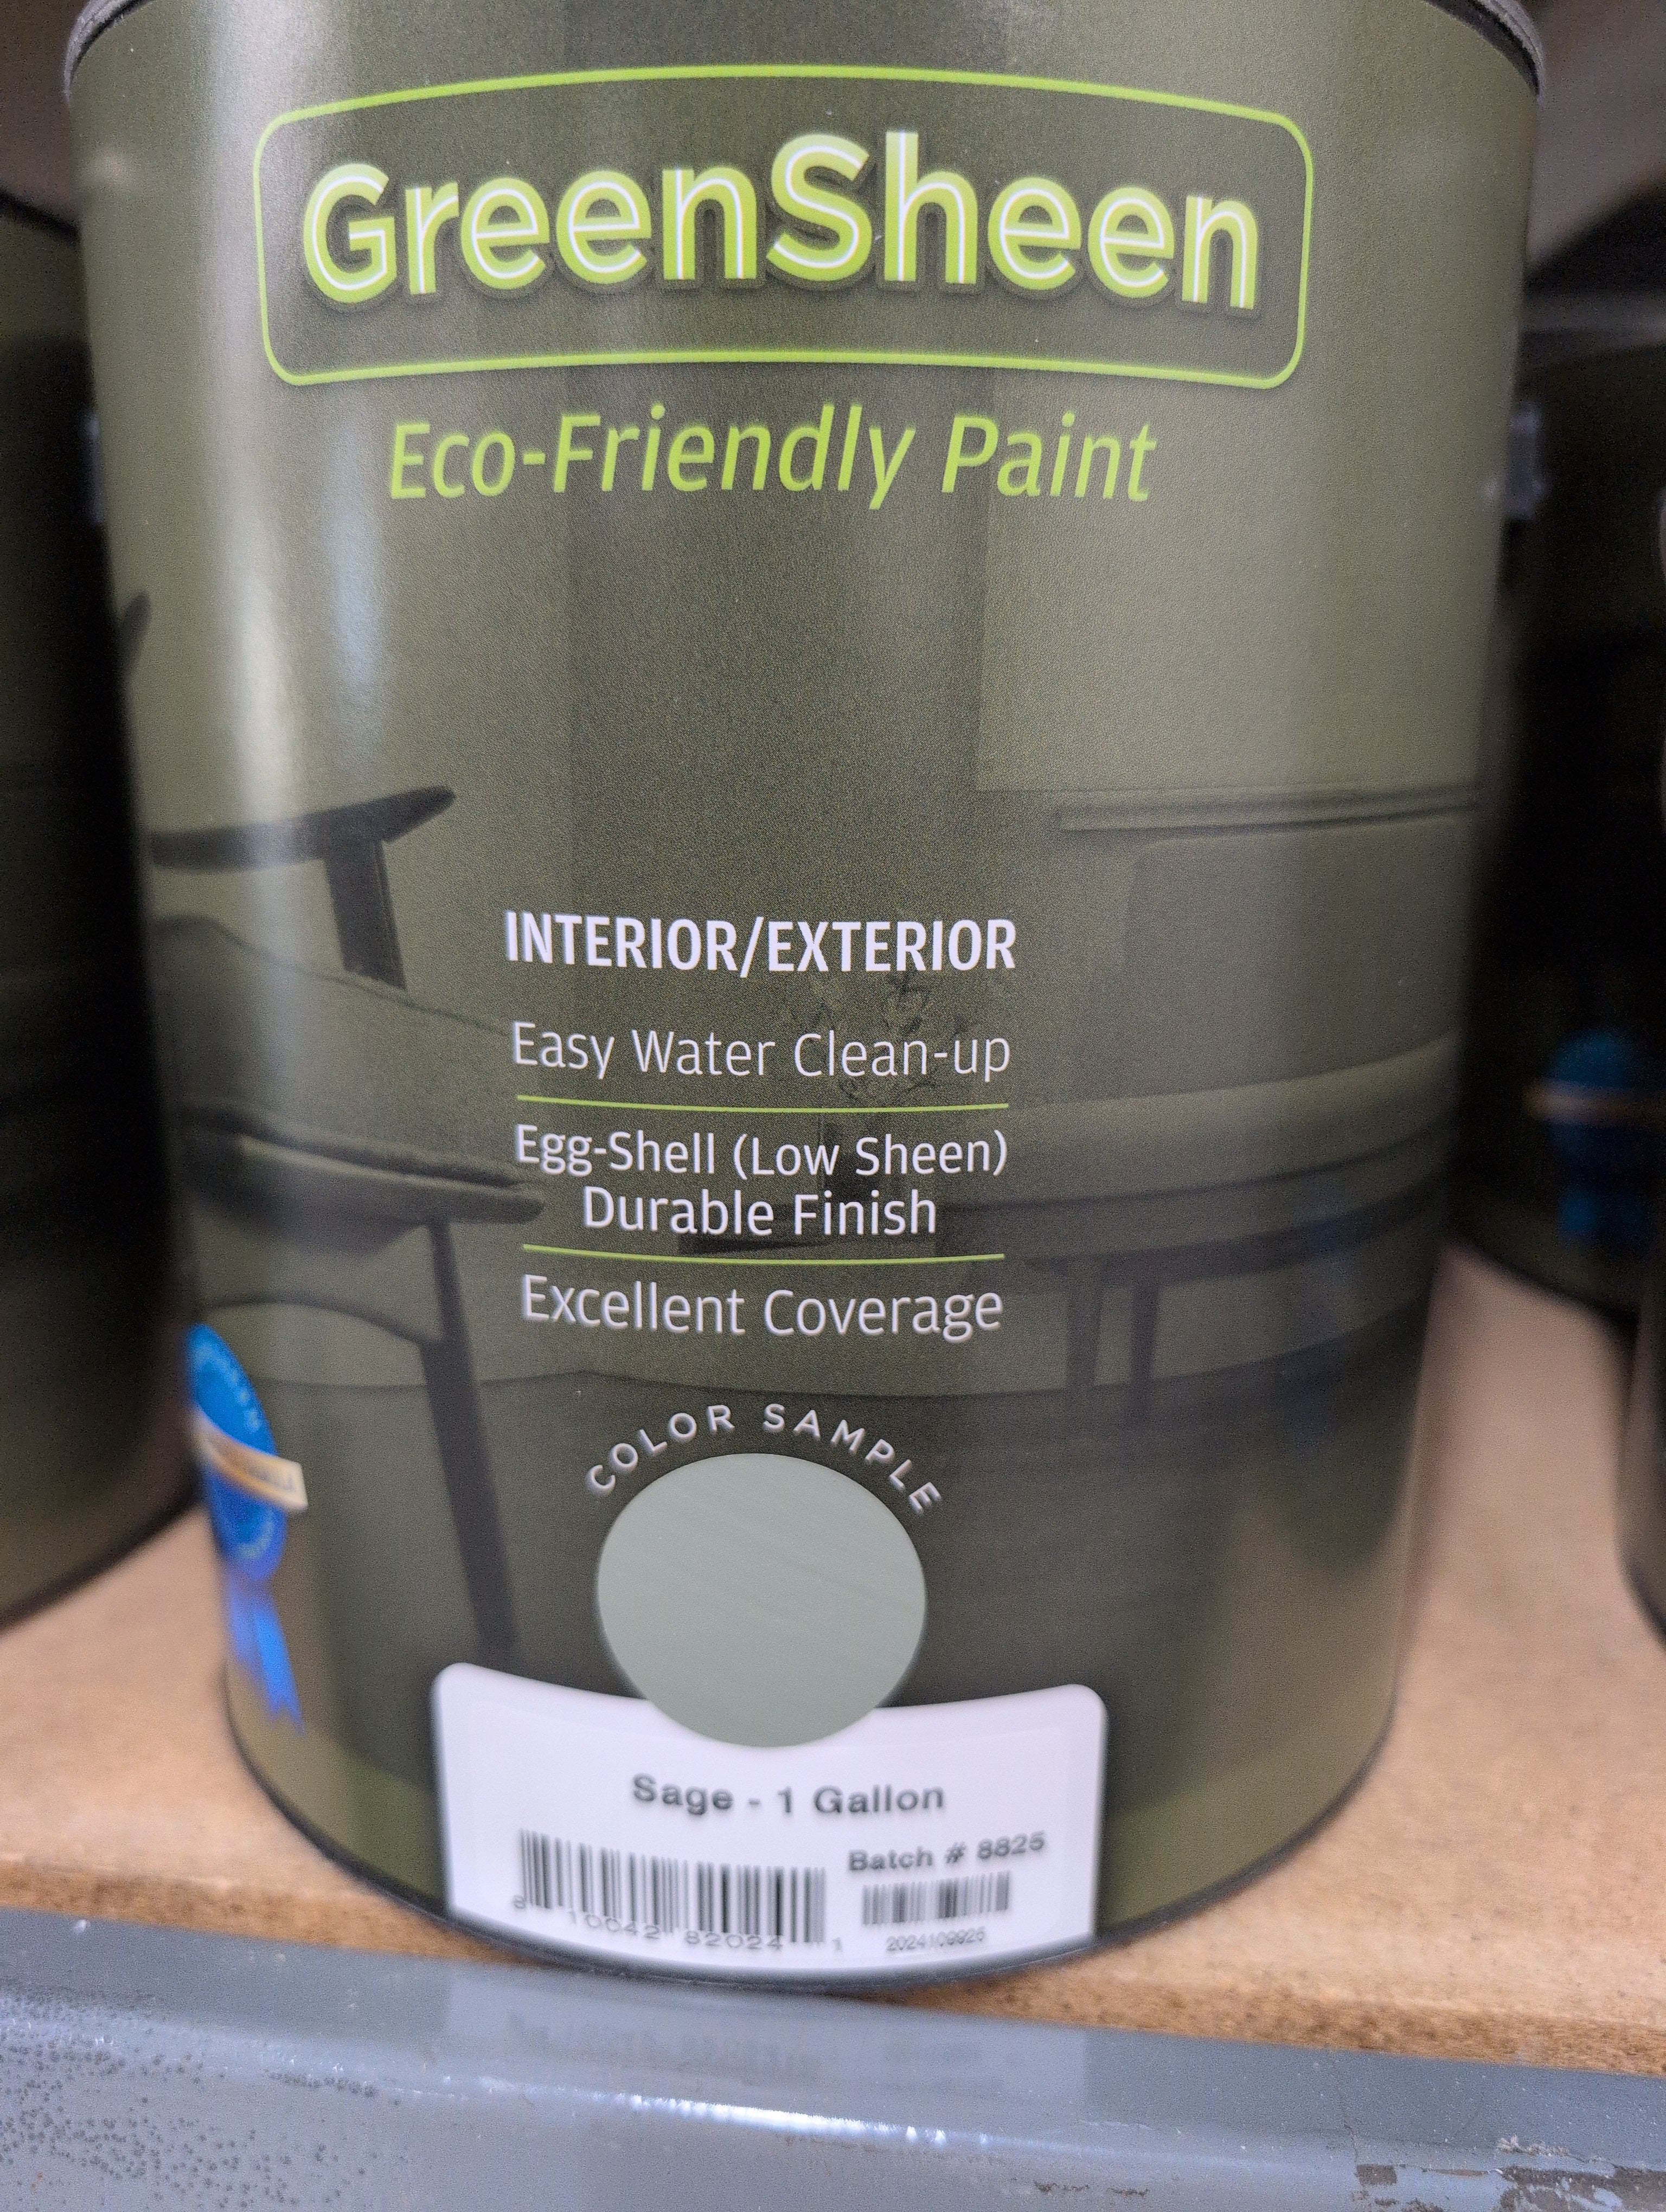 GreenSheen
Eco-Friendly Paint
INTERIOR/EXTERIOR
Easy Water Clean-up
Egg-Shell (Low Sheen)
Durable Finish
Excellent Coverage
COLOR SAMPLE
Sage - 1 Gallon
Batch # 8825
8 10042 82024 1
2024109925